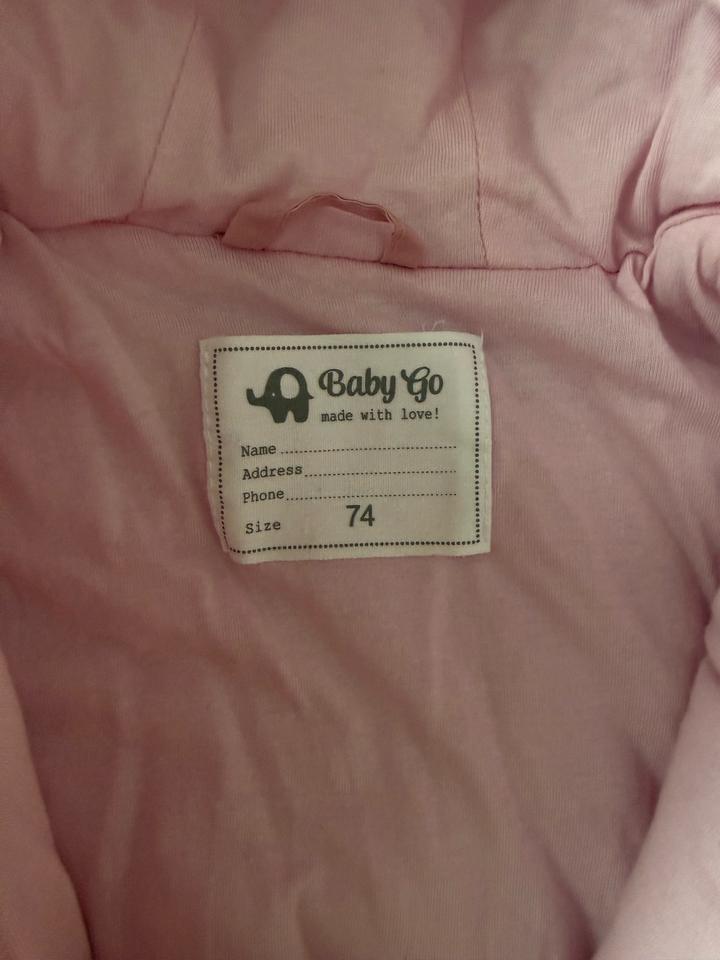 Baby Go
made with love!
Name
Address
Phone
Size 74